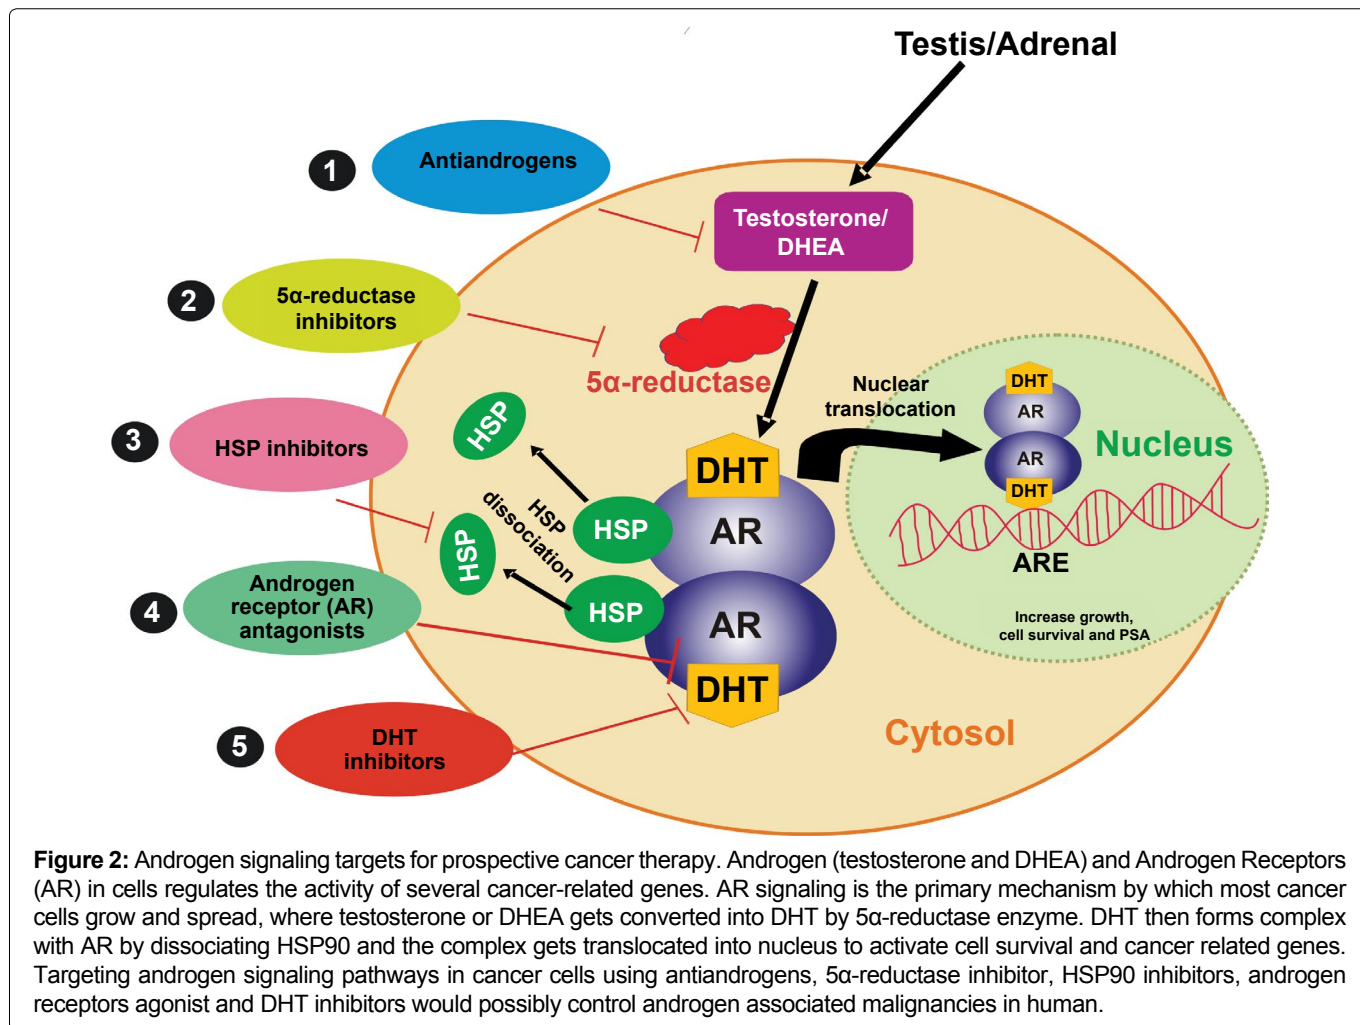 Testis/Adrenal
1
Antiandrogens
Testosterone/
DHEA
2
5α-reductase
inhibitors
5α-reductase
Nuclear
translocation
DHT
AR
AR
DHT
Nucleus
ARE
Increase growth,
cell survival and PSA
3
HSP inhibitors
HSP
HSP
HSP
dissociation
HSP
HSP
DHT
AR
AR
DHT
4
Androgen
receptor (AR)
antagonists
5
DHT
inhibitors
Cytosol
Figure 2: Androgen signaling targets for prospective cancer therapy. Androgen (testosterone and DHEA) and Androgen Receptors
(AR) in cells regulates the activity of several cancer-related genes. AR signaling is the primary mechanism by which most cancer
cells grow and spread, where testosterone or DHEA gets converted into DHT by 5α-reductase enzyme. DHT then forms complex
with AR by dissociating HSP90 and the complex gets translocated into nucleus to activate cell survival and cancer related genes.
Targeting androgen signaling pathways in cancer cells using antiandrogens, 5α-reductase inhibitor, HSP90 inhibitors, androgen
receptors agonist and DHT inhibitors would possibly control androgen associated malignancies in human.